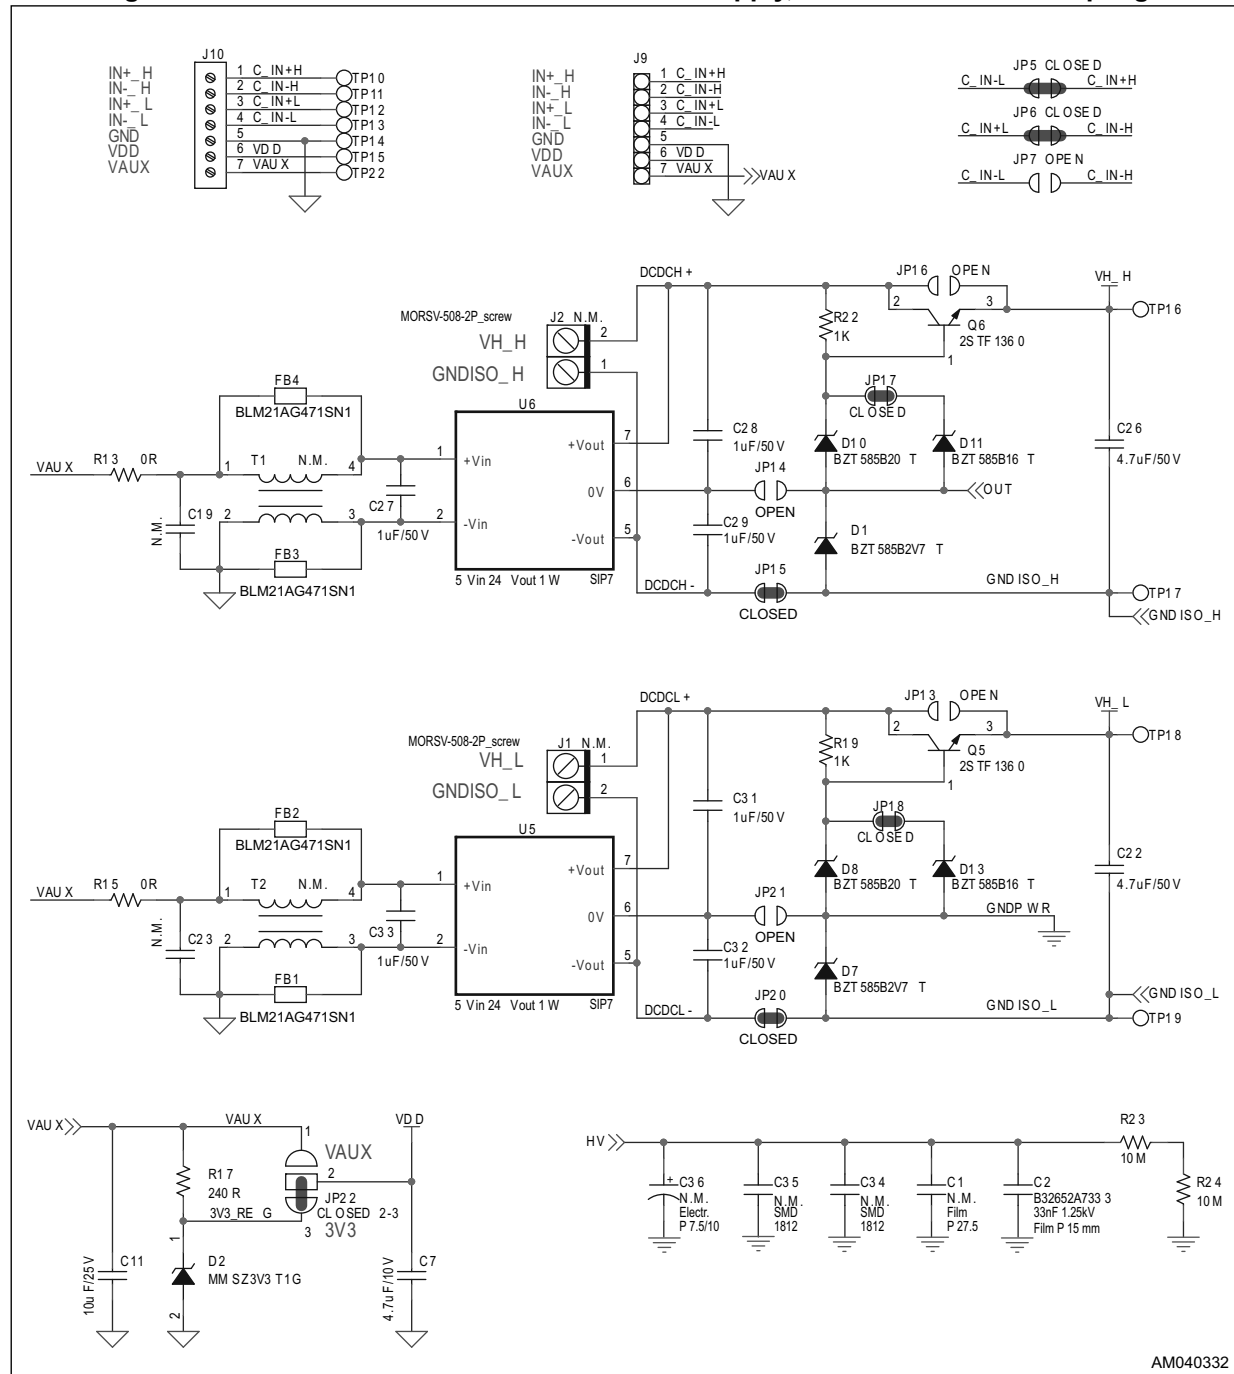 J10
IN+_H 1 C_IN+H TP10
IN-_H 2 C_IN-H TP11
IN+_L 3 C_IN+L TP12
IN-_L 4 C_IN-L TP13
GND 5 TP14
VDD 6 VDD TP15
VAUX 7 VAUX TP22
J9
IN+_H 1 C_IN+H
IN-_H 2 C_IN-H
IN+_L 3 C_IN+L
IN-_L 4 C_IN-L
GND 5
VDD 6 VDD
VAUX 7 VAUX VAUX
JP5 CLOSED
C_IN-L C_IN+H
JP6 CLOSED
C_IN+L C_IN-H
JP7 OPEN
C_IN-L C_IN-H
DCDCH+
JP16 OPEN
VH_H
2 3
TP16
Q6
2STF1360
1
R22
1K
MORSV-508-2P_screw
J2 N.M.
VH_H 2
GNDISO_H 1
JP17
CLOSED
FB4
BLM21AG471SN1
U6
+Vout 7
C28
1uF/50V
D10
BZT585B20T
D11
BZT585B16T
C26
4.7uF/50V
VAUX
R13 0R
1 T1 N.M. 4
1 +Vin
C19
N.M.
C27
1uF/50V
0V 6
JP14
OPEN
OUT
2 3
2 -Vin
C29
1uF/50V
D1
BZT585B2V7T
-Vout 5
FB3
BLM21AG471SN1
5Vin24Vout1W SIP7
DCDCH-
JP15
CLOSED
GNDISO_H
TP17
GNDISO_H
DCDCL+
JP13 OPEN
VH_L
2 3
TP18
Q5
2STF1360
1
R19
1K
MORSV-508-2P_screw
J1 N.M.
VH_L 1
GNDISO_L 2
JP18
CLOSED
C31
1uF/50V
FB2
BLM21AG471SN1
U5
+Vout 7
D8
BZT585B20T
D13
BZT585B16T
C22
4.7uF/50V
VAUX
R15 0R
1 T2 N.M. 4
1 +Vin
C23
N.M.
C33
1uF/50V
0V 6
JP21
OPEN
GNDPWR
2 3
2 -Vin
C32
1uF/50V
D7
BZT585B2V7T
-Vout 5
FB1
BLM21AG471SN1
5Vin24Vout1W SIP7
DCDCL-
JP20
CLOSED
GNDISO_L
GNDISO_L
TP19
VAUX
VAUX
1
VAUX
VDD
R17
240R
2
JP22
CLOSED 2-3
3V3_REG
3 3V3
C11
10uF/25V
1
D2
MMSZ3V3T1G
2
C7
4.7uF/10V
HV
+ C36
N.M.
Electr.
P 7.5/10
C35
N.M.
SMD
1812
C34
N.M.
SMD
1812
C1
N.M.
Film
P 27.5
C2
B32652A7333
33nF 1.25kV
Film P 15 mm
R23
10M
R24
10M
AM040332